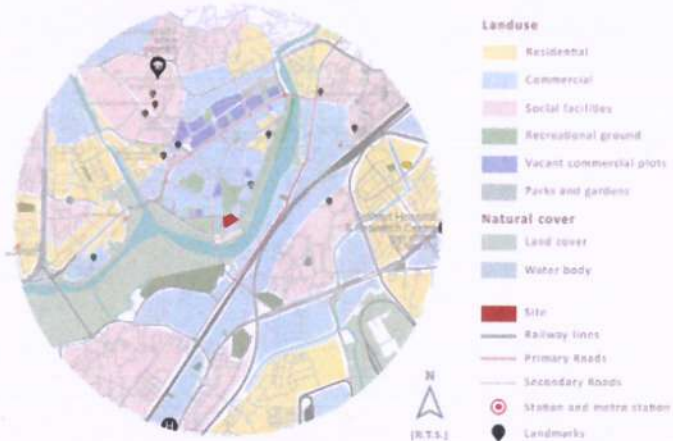 Landuse
Residential
Commercial
Social facilities
Recreational ground
Vacant commercial plots
Parks and gardens
Natural cover
Land cover
Water body
Site
Railway lines
Primary Roads
Secondary Roads
Station and metro station
Landmarks
N
[N.T.S.]
H